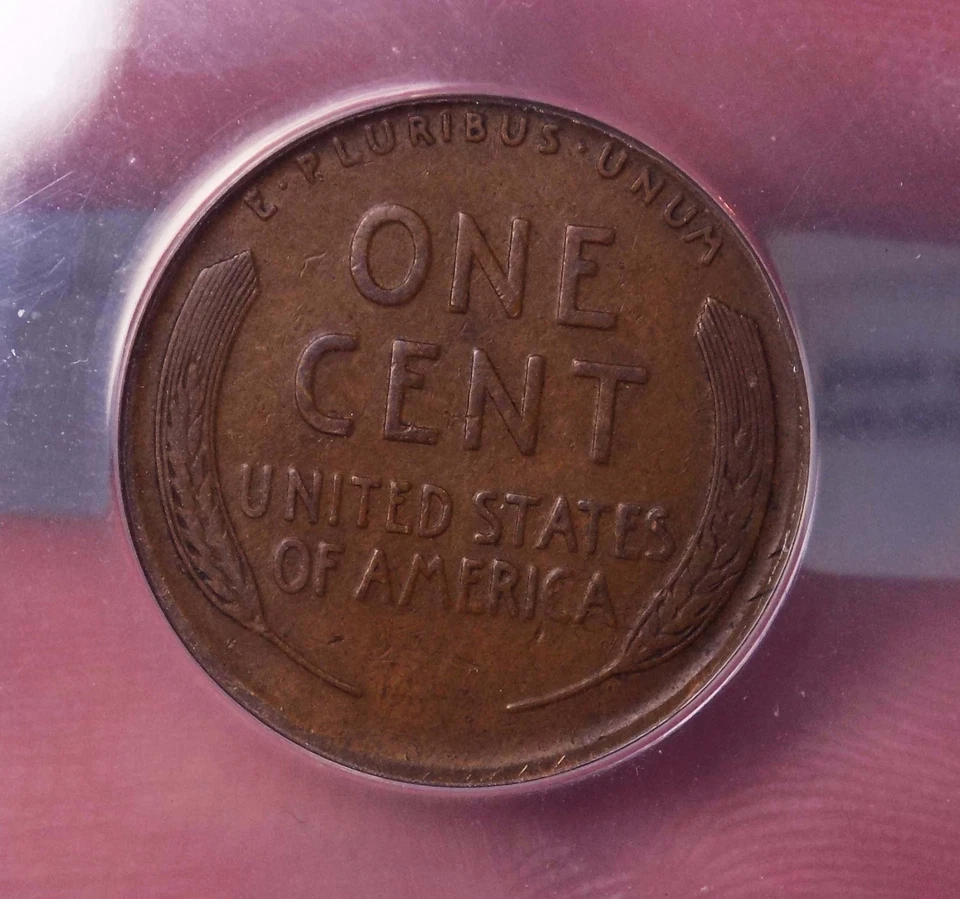 E·PLURIBUS·UNUM
ONE
CENT
UNITED STATES
OF AMERICA